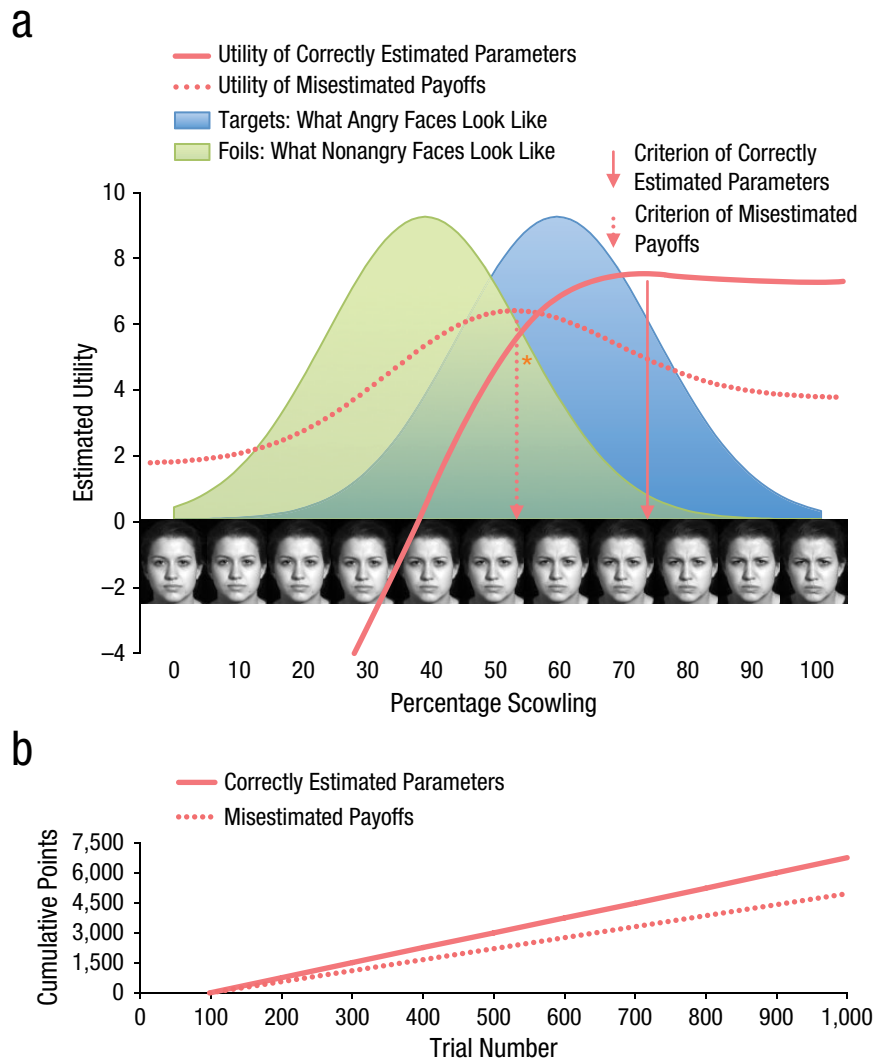 a
Utility of Correctly Estimated Parameters
Utility of Misestimated Payoffs
Targets: What Angry Faces Look Like
Foils: What Nonangry Faces Look Like
Criterion of Correctly
Estimated Parameters
Criterion of Misestimated
Payoffs
Estimated Utility
10
8
6
4
2
0
–2
–4
*
0 10 20 30 40 50 60 70 80 90 100
Percentage Scowling
b
Correctly Estimated Parameters
Misestimated Payoffs
Cumulative Points
7,500
6,000
4,500
3,000
1,500
0
0 100 200 300 400 500 600 700 800 900 1,000
Trial Number